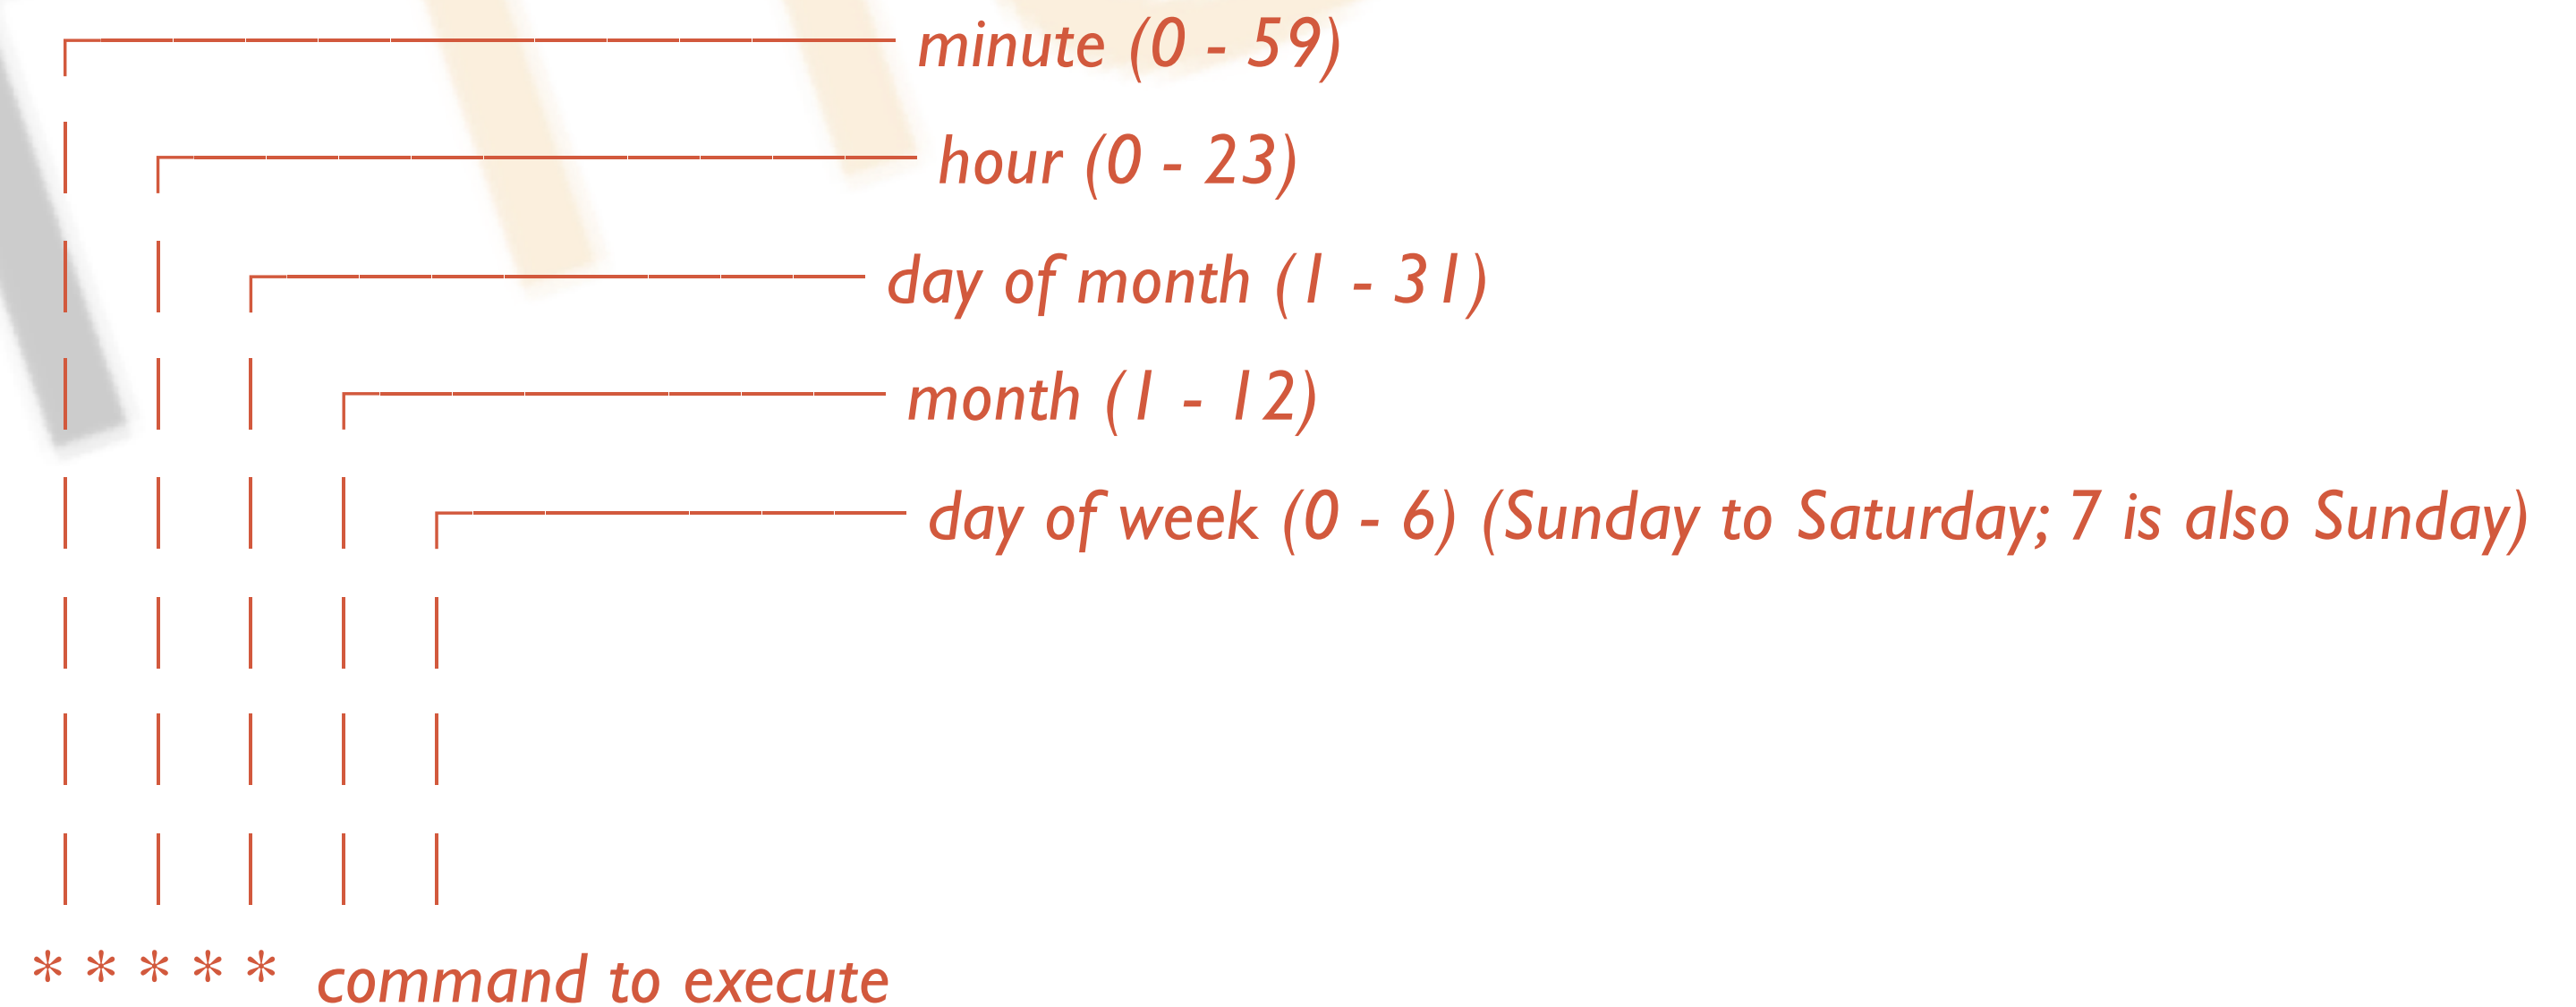 minute (0 - 59)
hour (0 - 23)
day of month (1 - 31)
month (1 - 12)
day of week (0 - 6) (Sunday to Saturday; 7 is also Sunday)
* * * * * command to execute